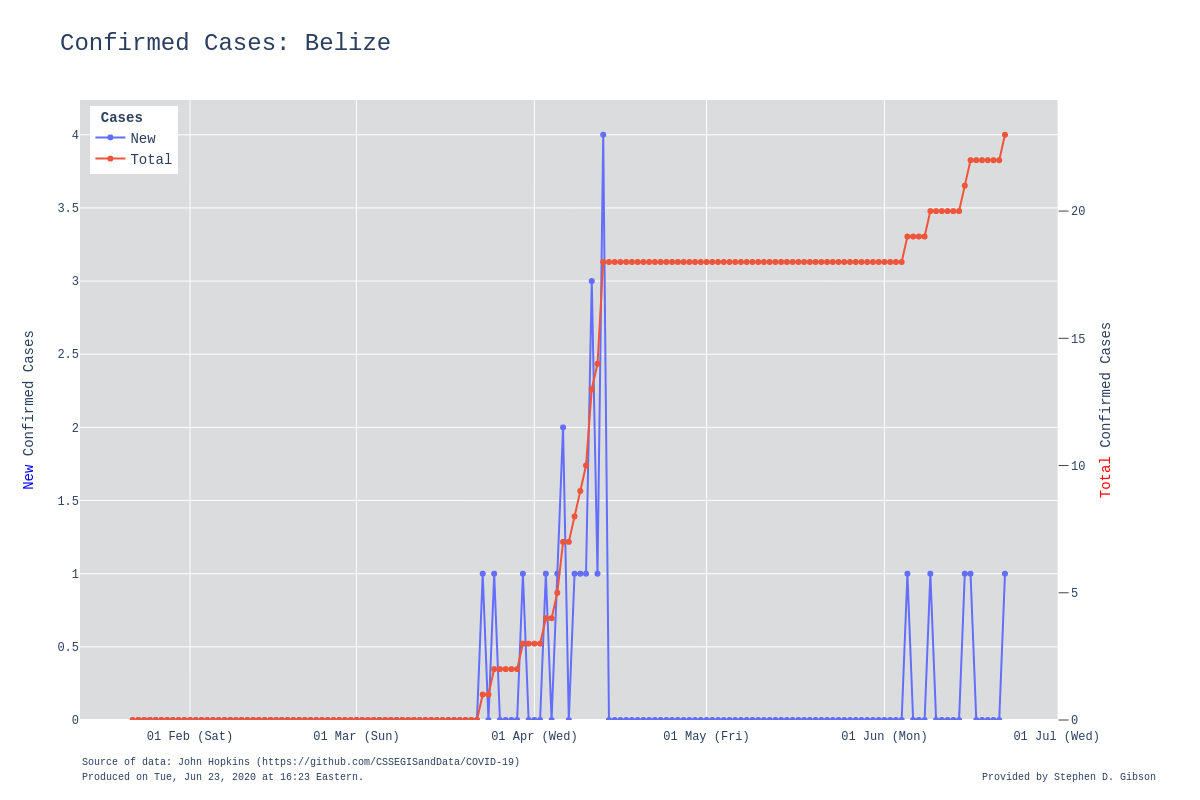 Confirmed Cases: Belize
Cases
New
Total
4
3.5
3
2.5
2
1.5
1
0.5
0
New Confirmed Cases
20
15
10
5
0
Total Confirmed Cases
01 Feb (Sat)
01 Mar (Sun)
01 Apr (Wed)
01 May (Fri)
01 Jun (Mon)
01 Jul (Wed)
Source of data: John Hopkins (https://github.com/CSSEGISandData/COVID-19)
Produced on Tue, Jun 23, 2020 at 16:23 Eastern.
Provided by Stephen D. Gibson